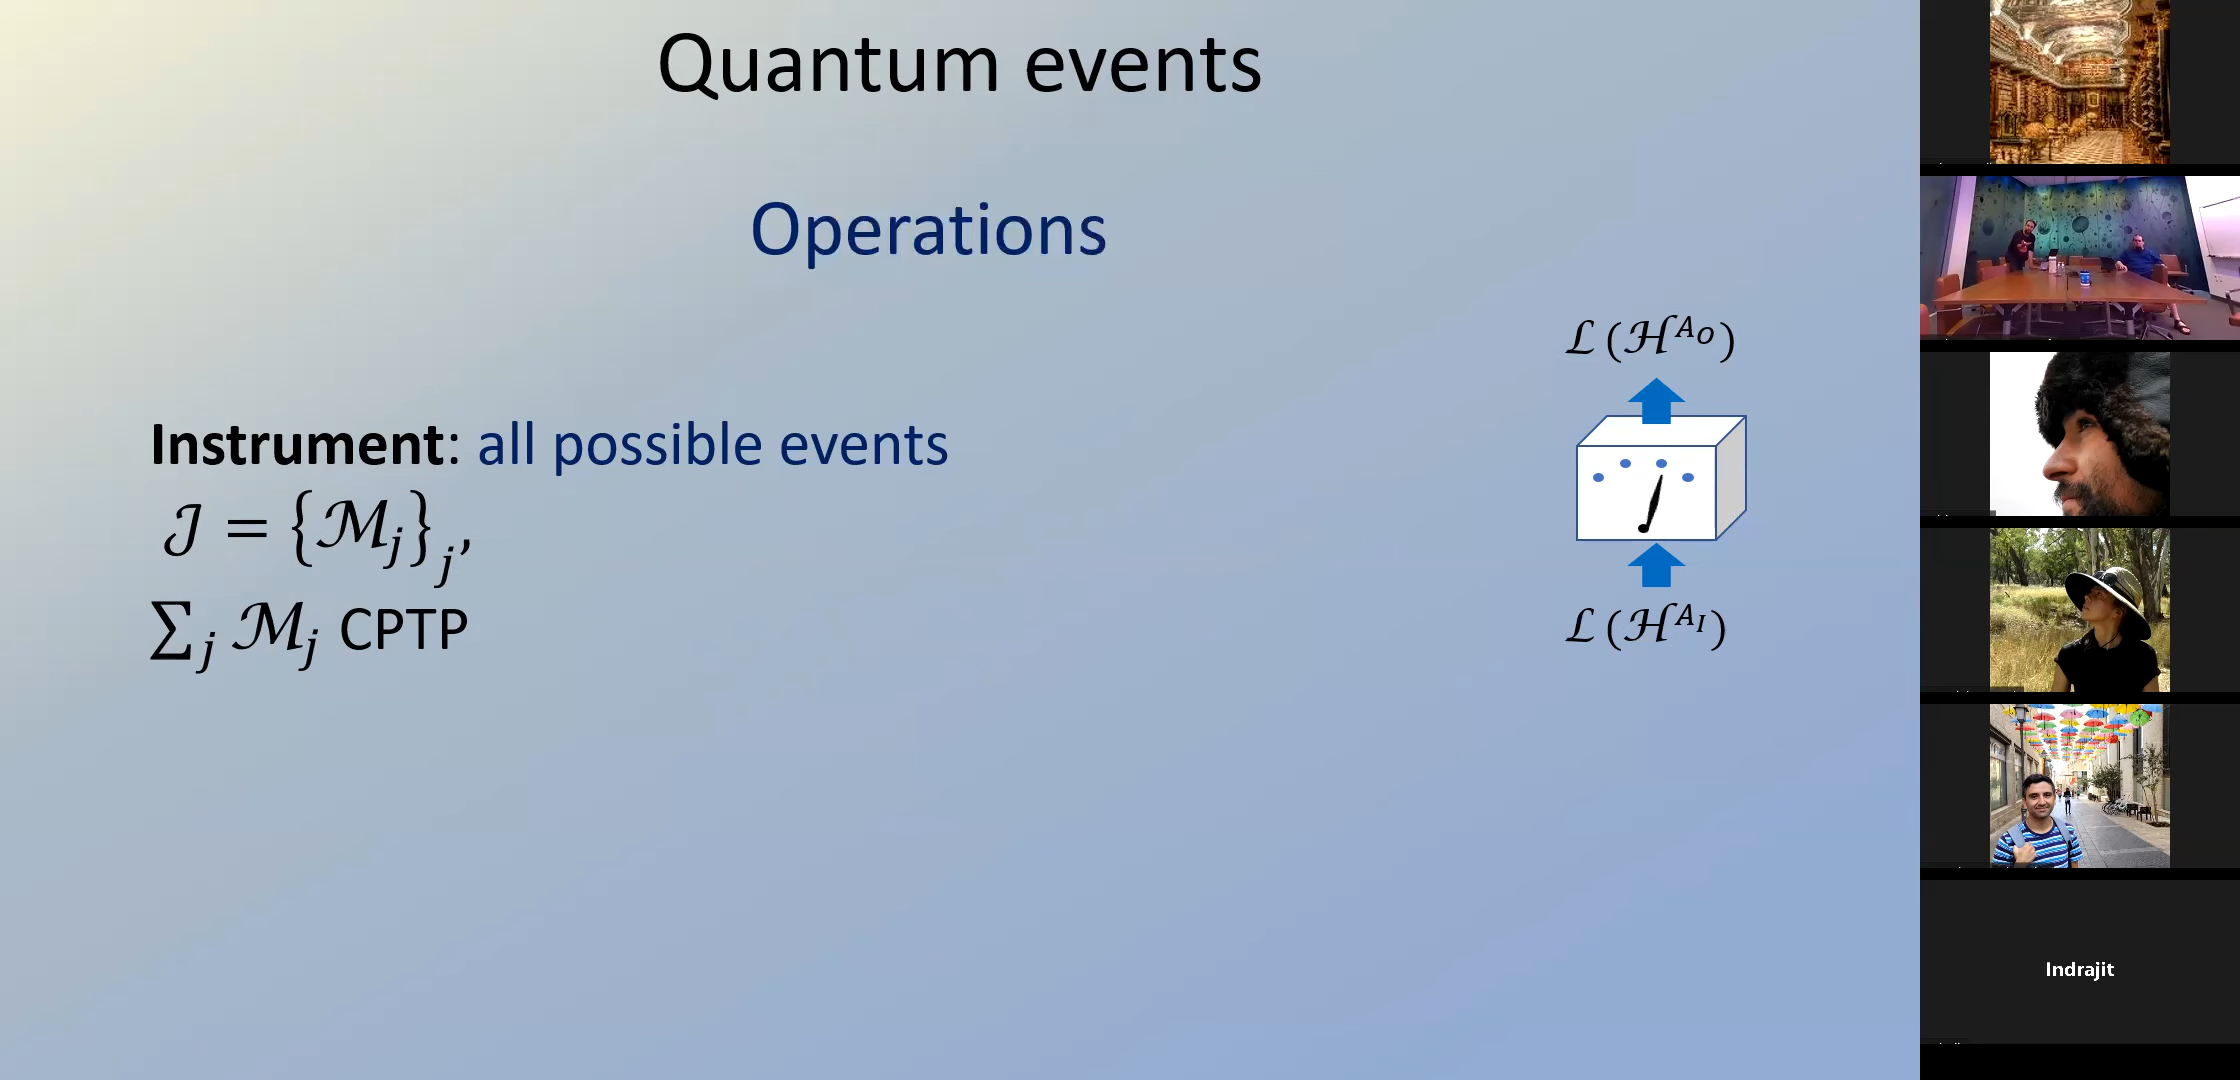 Quantum events
Operations
ℒ (ℋ^{A_O})
Instrument: all possible events
𝒥 = {ℳ_j}_j,
∑_j ℳ_j CPTP
ℒ (ℋ^{A_I})
Indrajit